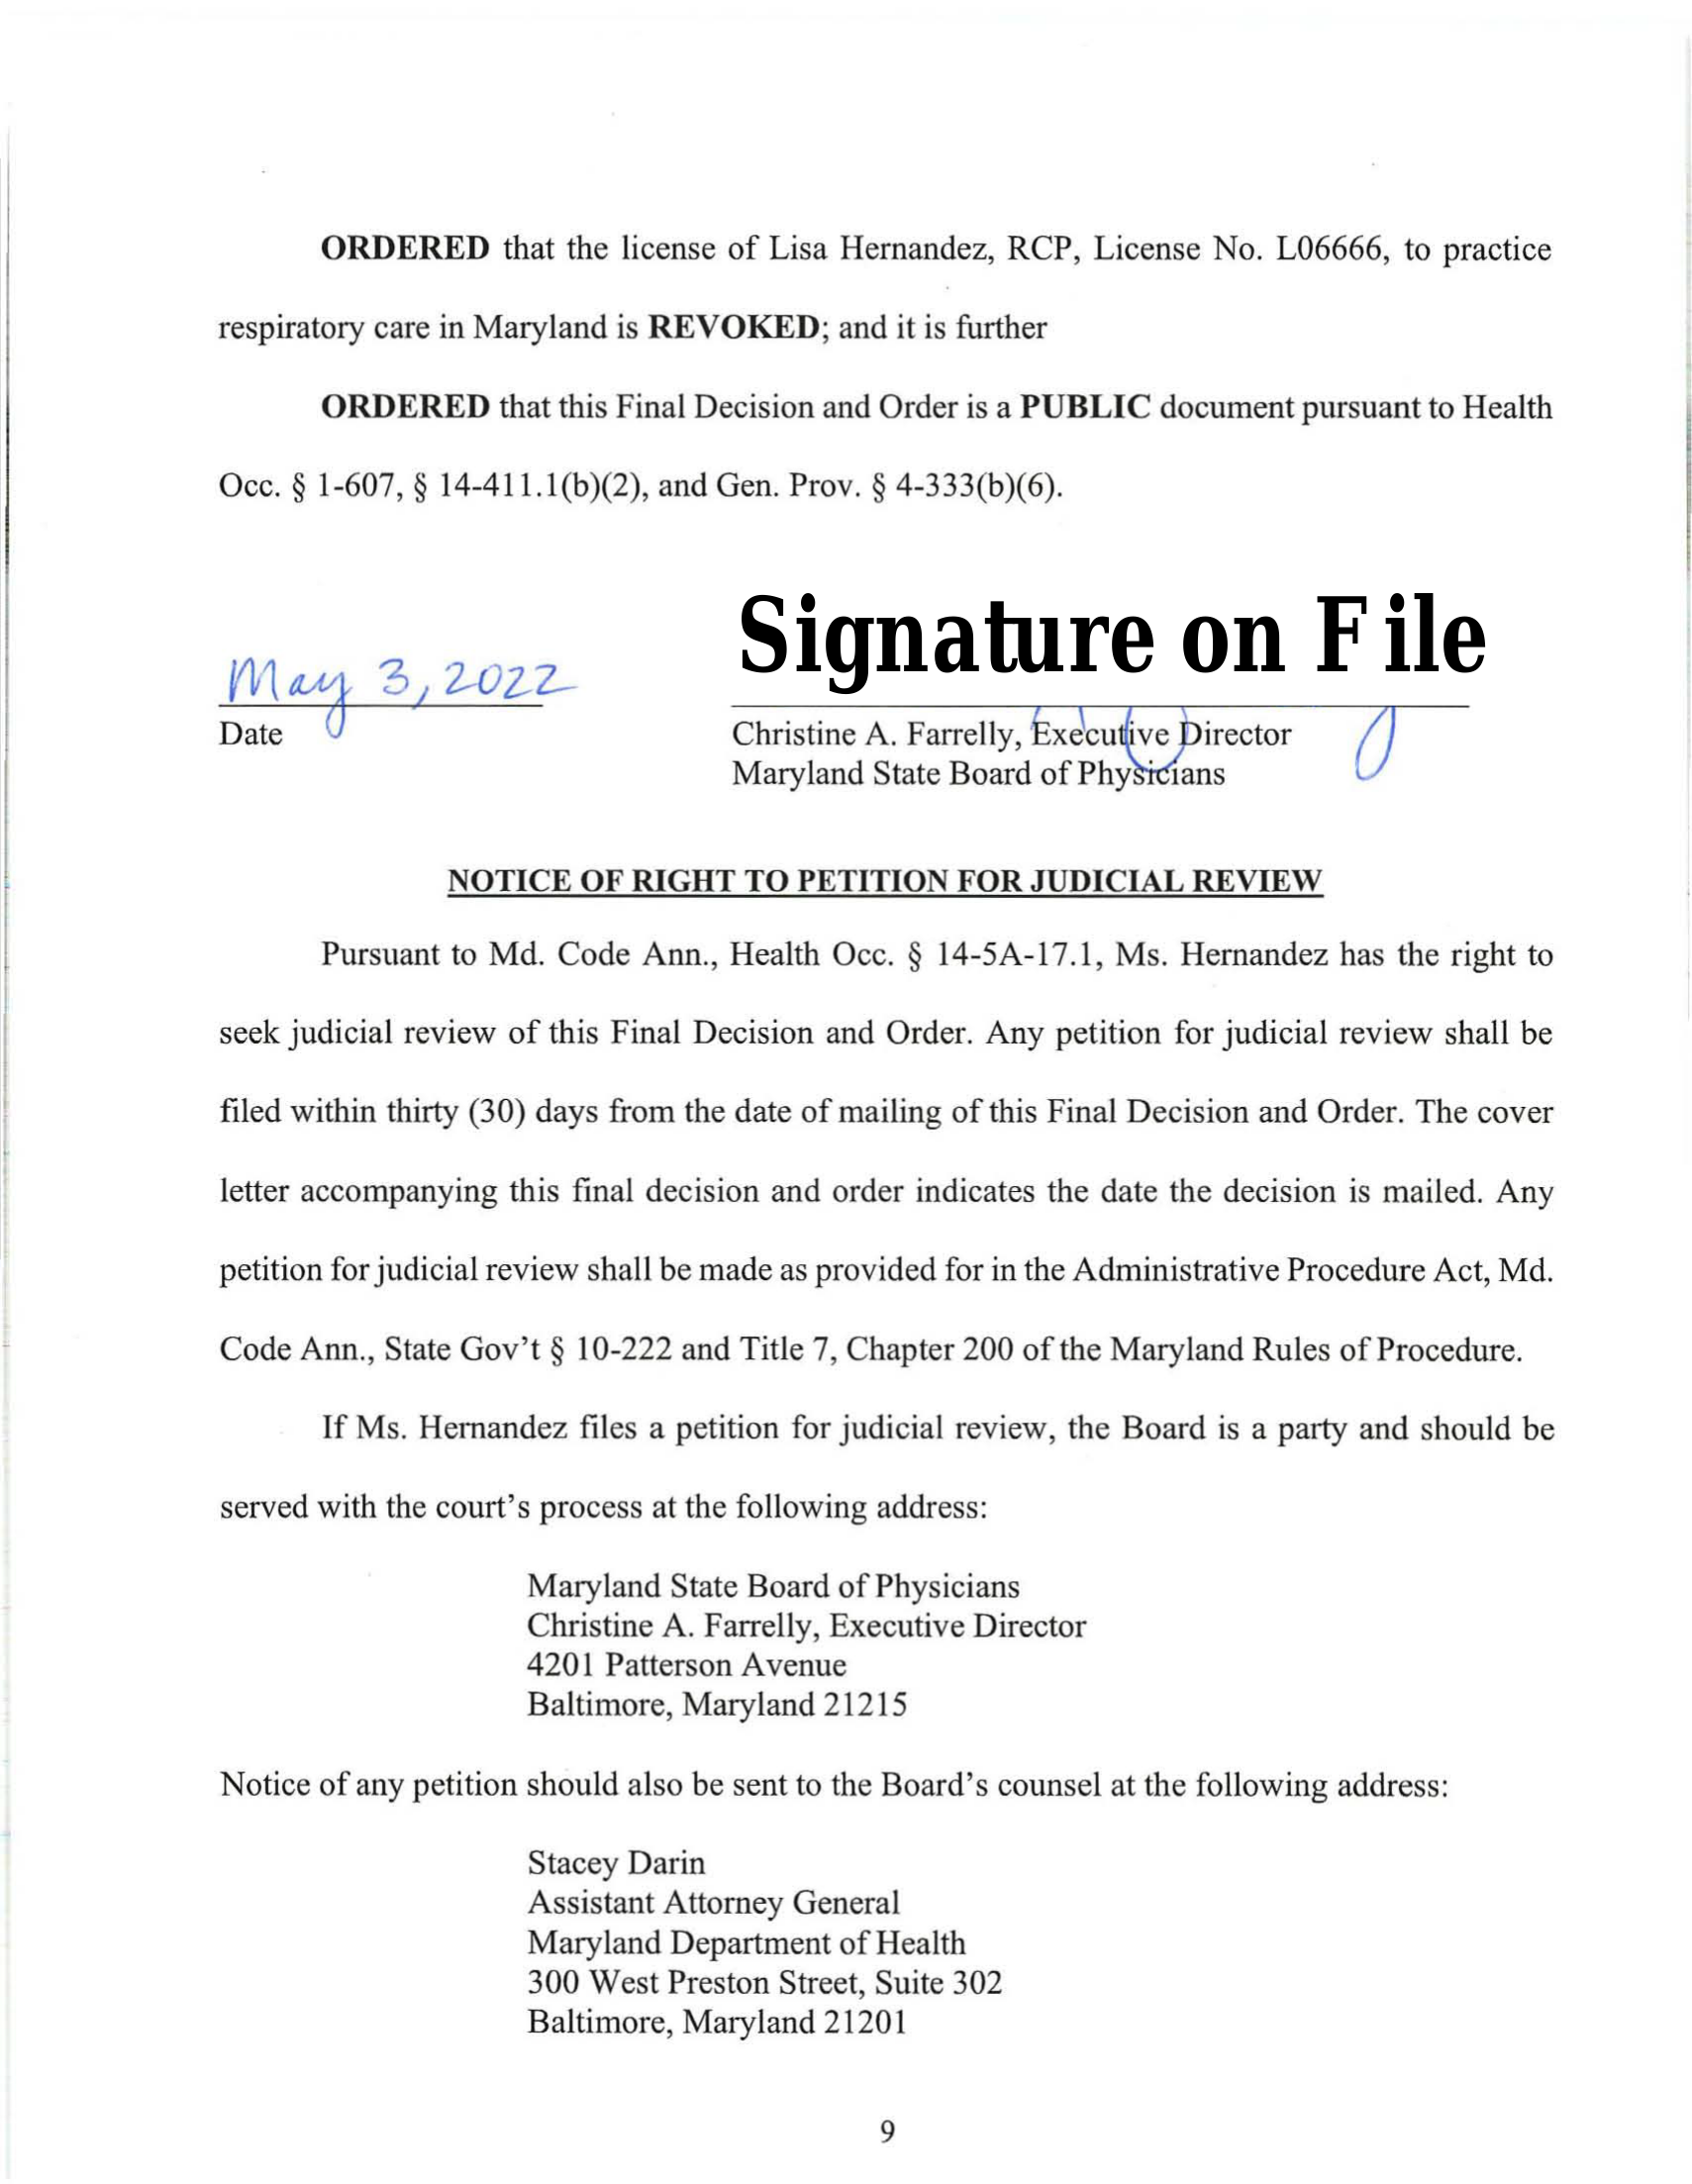 ORDERED that the license of Lisa Hernandez, RCP, License No. L06666, to practice
respiratory care in Maryland is REVOKED; and it is further
ORDERED that this Final Decision and Order is a PUBLIC document pursuant to Health
Occ. § 1-607, § 14-411.1(b)(2), and Gen. Prov. § 4-333(b)(6).
Signature on File
May 3, 2022
Date
Christine A. Farrelly, Executive Director
Maryland State Board of Physicians
NOTICE OF RIGHT TO PETITION FOR JUDICIAL REVIEW
Pursuant to Md. Code Ann., Health Occ. § 14-5A-17.1, Ms. Hernandez has the right to
seek judicial review of this Final Decision and Order. Any petition for judicial review shall be
filed within thirty (30) days from the date of mailing of this Final Decision and Order. The cover
letter accompanying this final decision and order indicates the date the decision is mailed. Any
petition for judicial review shall be made as provided for in the Administrative Procedure Act, Md.
Code Ann., State Gov't § 10-222 and Title 7, Chapter 200 of the Maryland Rules of Procedure.
If Ms. Hernandez files a petition for judicial review, the Board is a party and should be
served with the court's process at the following address:
Maryland State Board of Physicians
Christine A. Farrelly, Executive Director
4201 Patterson Avenue
Baltimore, Maryland 21215
Notice of any petition should also be sent to the Board's counsel at the following address:
Stacey Darin
Assistant Attorney General
Maryland Department of Health
300 West Preston Street, Suite 302
Baltimore, Maryland 21201
9